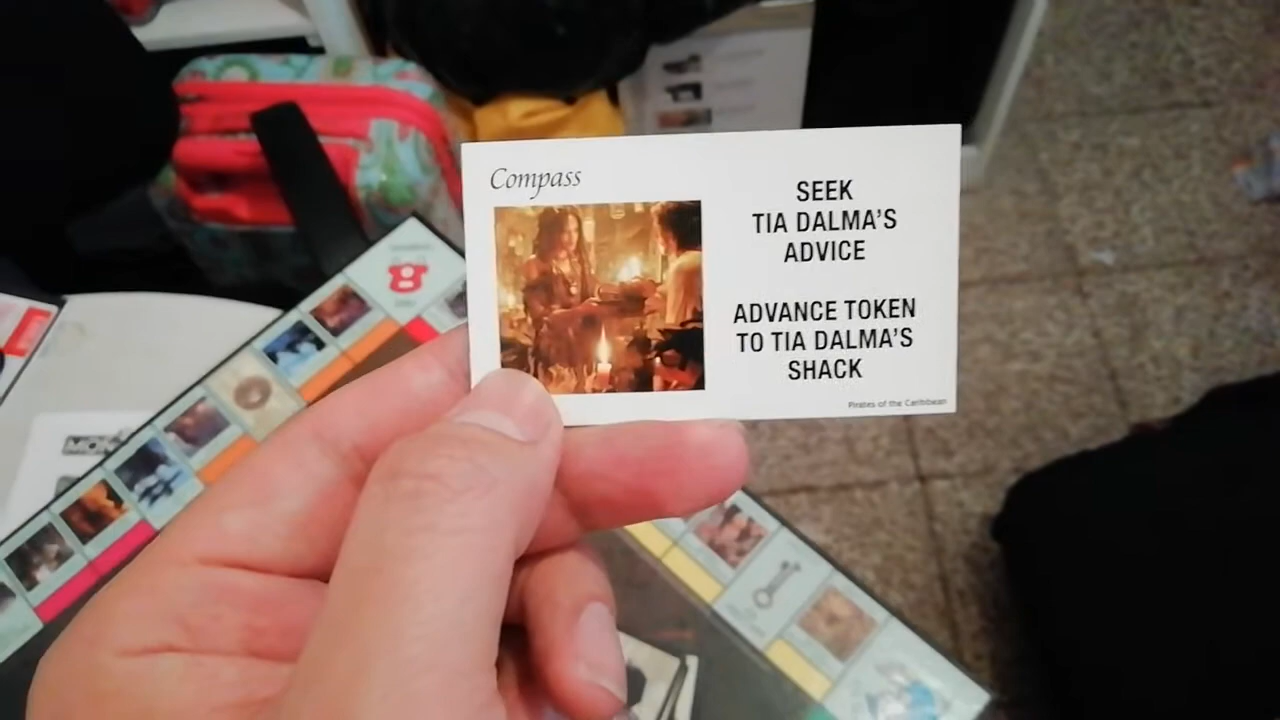 Compass
SEEK
TIA DALMA'S
ADVICE
ADVANCE TOKEN
TO TIA DALMA'S
SHACK
Pirates of the Caribbean